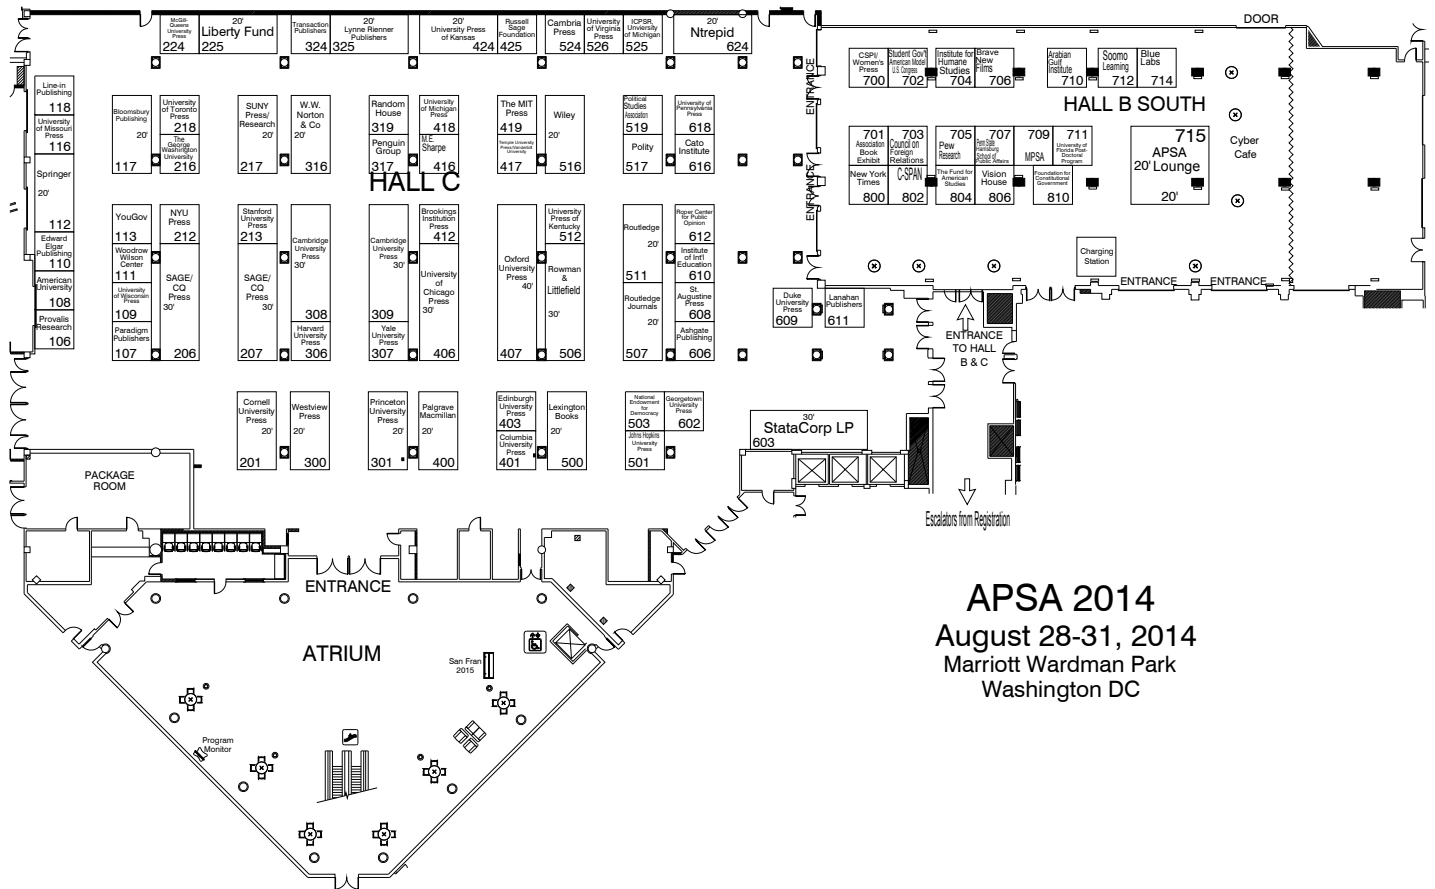 McGill-
Queens
University
Press
224
20'
Liberty Fund
225
Transaction
Publishers
324
20'
Lynne Rienner
Publishers
325
20'
University Press
of Kansas
424
Russell
Sage
Foundation
425
Cambria
Press
524
University
of Virginia
Press
526
ICPSR,
University
of Michigan
525
20'
Ntrepid
624
DOOR
CSPI/
Women's
Press
700
Student Gov't
American Model
U.S. Congress
702
Institute for
Humane
Studies
704
Brave
New
Films
706
Arabian
Gulf
Institute
710
Soomo
Learning
712
Blue
Labs
714
HALL B SOUTH
ENTRANCE
Line-in
Publishing
118
University
of Missouri
Press
116
Springer
20'
112
Edward
Elgar
Publishing
110
American
University
108
Provalis
Research
106
Bloomsbury
Publishing
20'
117
University
of Toronto
Press
218
The
George
Washington
University
216
SUNY
Press/
Research
20'
217
W.W.
Norton
& Co
20'
316
Random
House
319
Penguin
Group
317
University
of Michigan
Press
418
M.E.
Sharpe
416
The MIT
Press
419
Temple University
Press/Vanderbilt
University
417
Wiley
20'
516
Political
Studies
Association
519
Polity
517
University of
Pennsylvania
Press
618
Cato
Institute
616
HALL C
701
Association
Book
Exhibit
703
Council on
Foreign
Relations
705
Pew
Research
707
Penn State
Harrisburg
School of
Public Affairs
709
MPSA
711
University of
Florida Post-
Doctoral
Program
715
APSA
20' Lounge
20'
Cyber
Cafe
New York
Times
800
C-SPAN
802
The Fund for
American
Studies
804
Vision
House
806
Foundation for
Constitutional
Government
810
ENTRANCE
YouGov
113
Woodrow
Wilson
Center
111
University
of Wisconsin
Press
109
Paradigm
Publishers
107
NYU
Press
212
SAGE/
CQ
Press
30'
206
Stanford
University
Press
213
SAGE/
CQ
Press
30'
207
Cambridge
University
Press
30'
308
Harvard
University
Press
306
Cambridge
University
Press
30'
309
Yale
University
Press
307
Brookings
Institution
Press
412
University
of
Chicago
Press
30'
406
Oxford
University
Press
40'
407
University
Press of
Kentucky
512
Rowman
&
Littlefield
30'
506
Routledge
20'
511
Routledge
Journals
20'
507
Roper Center
for Public
Opinion
612
Institute
of Int'l
Education
610
St.
Augustine
Press
608
Ashgate
Publishing
606
Charging
Station
ENTRANCE
ENTRANCE
Duke
University
Press
609
Lanahan
Publishers
611
ENTRANCE
TO HALL
B & C
Cornell
University
Press
20'
201
Westview
Press
20'
300
Princeton
University
Press
20'
301
Palgrave
Macmillan
20'
400
Edinburgh
University
Press
403
Columbia
University
Press
401
Lexington
Books
20'
500
National
Endowment
for
Democracy
503
Georgetown
University
Press
602
Johns Hopkins
University
Press
501
30'
StataCorp LP
603
PACKAGE
ROOM
Escalators from Registration
ENTRANCE
ATRIUM
San Fran
2015
Program
Monitor
APSA 2014
August 28-31, 2014
Marriott Wardman Park
Washington DC